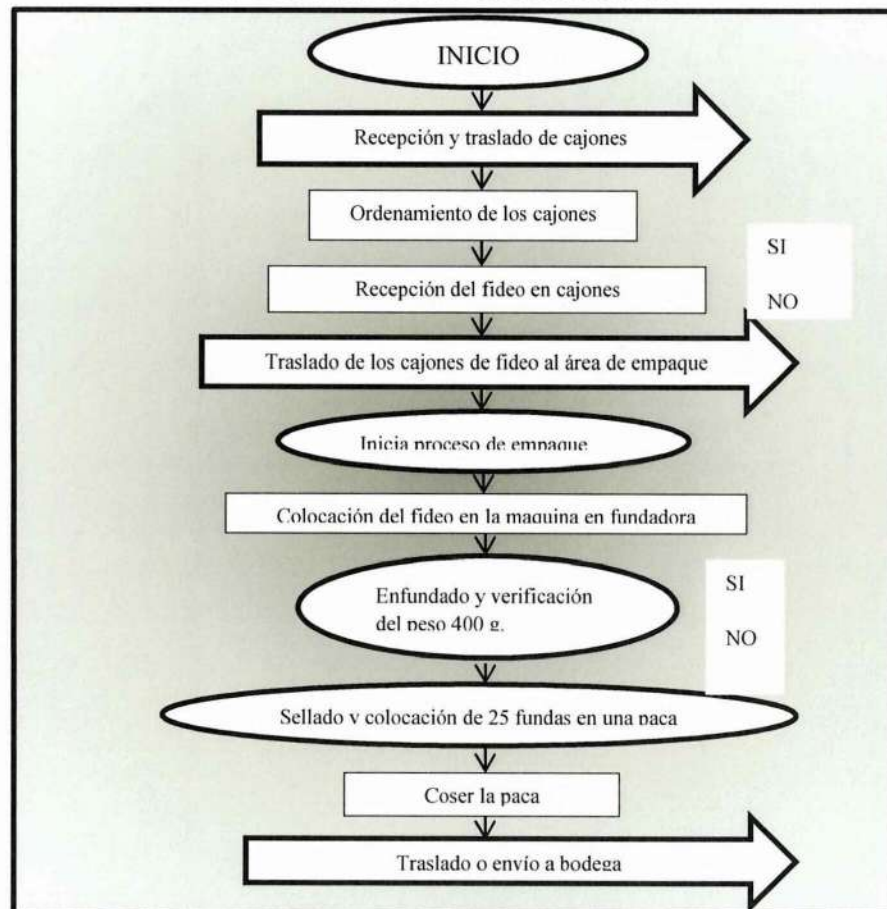 INICIO
Recepción y traslado de cajones
Ordenamiento de los cajones
SI
Recepción del fideo en cajones
NO
Traslado de los cajones de fideo al área de empaque
Inicia proceso de empaque
Colocación del fideo en la maquina en fundadora
Enfundado y verificación
del peso 400 g.
SI
NO
Sellado y colocación de 25 fundas en una paca
Coser la paca
Traslado o envío a bodega